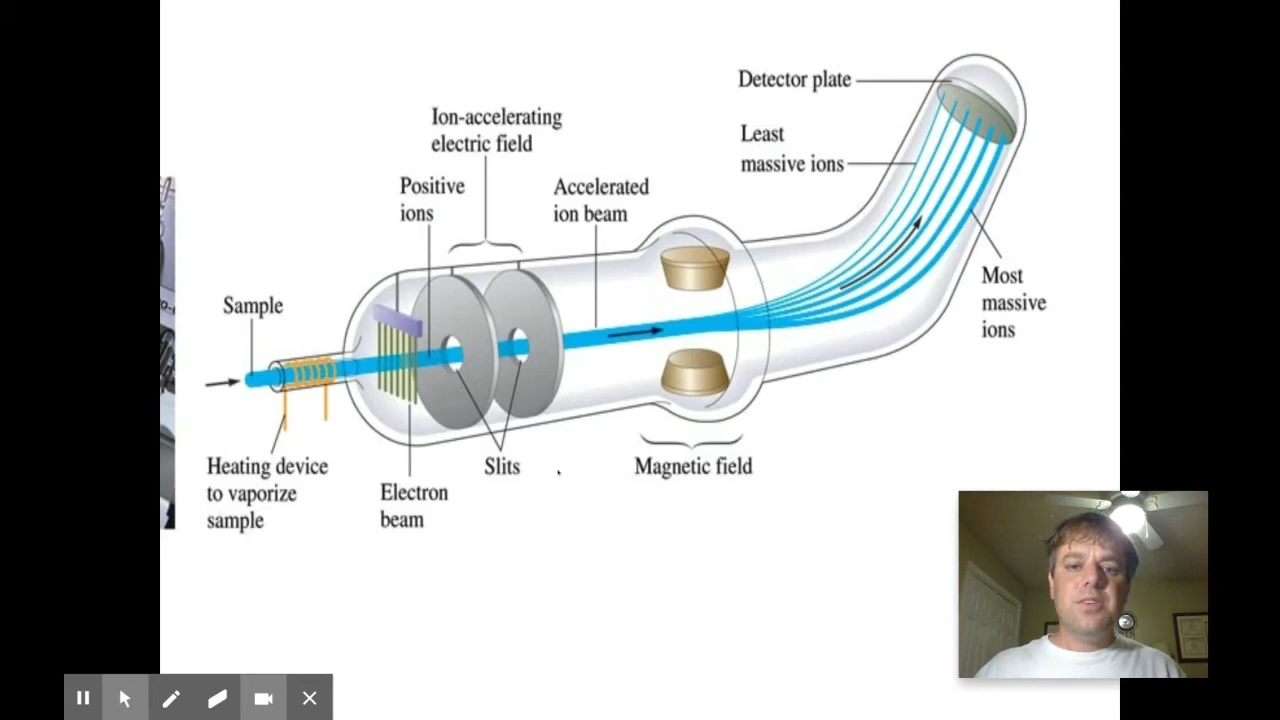 Detector plate
Ion-accelerating
electric field
Least
massive ions
Positive
ions
Accelerated
ion beam
Sample
Most
massive
ions
Heating device
to vaporize
sample
Slits
Magnetic field
Electron
beam